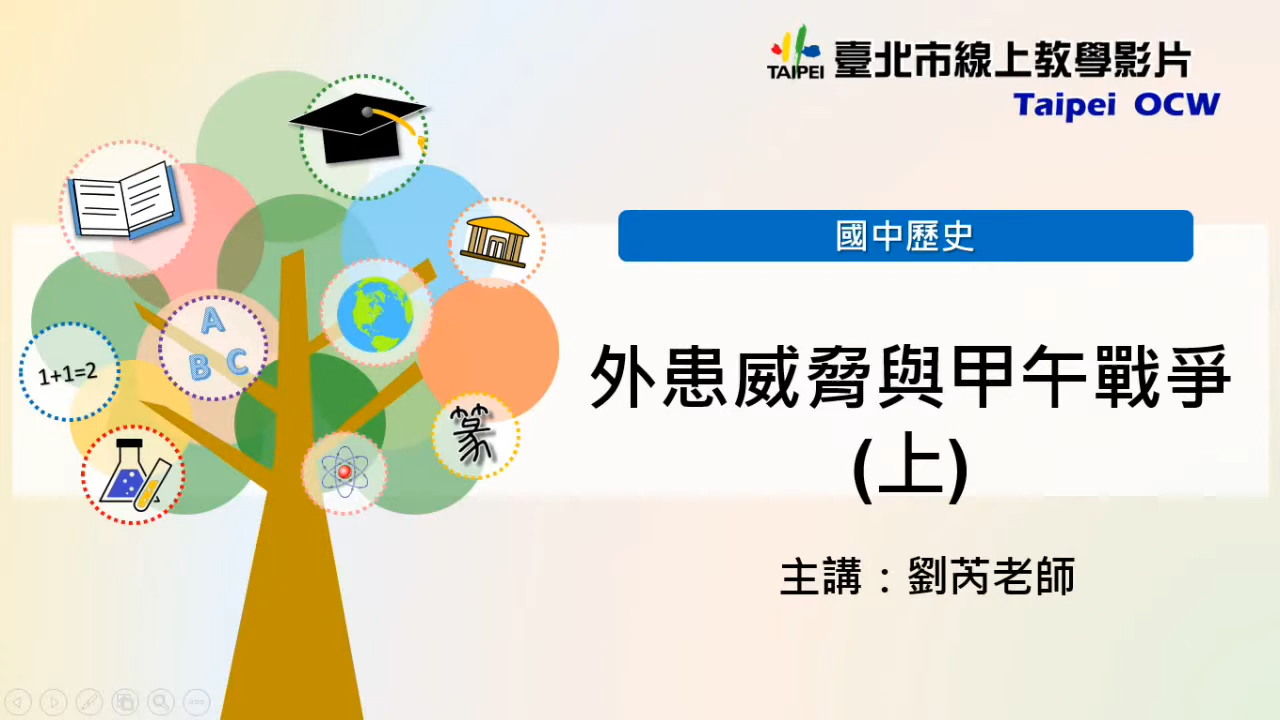 TAIPEI 臺北市線上教學影片
Taipei OCW
國中歷史
外患威脅與甲午戰爭
(上)
主講：劉芮老師
A
B C
1+1=2
篆